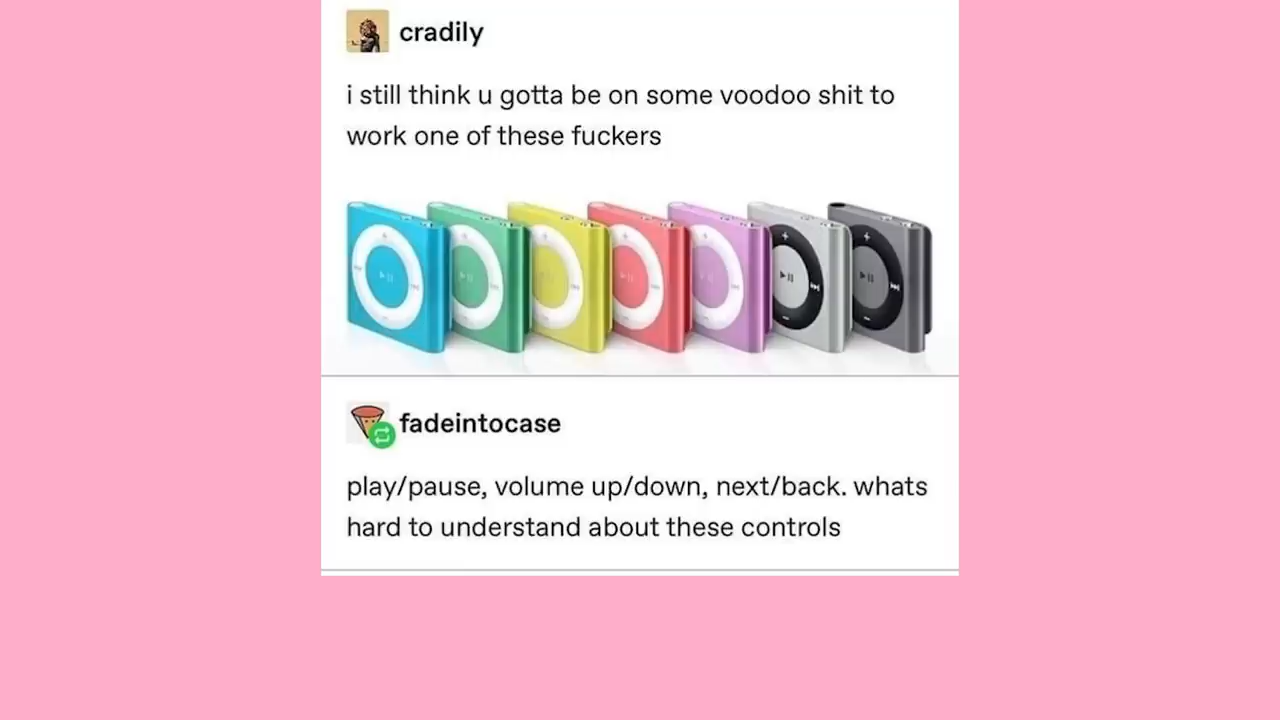 cradily
i still think u gotta be on some voodoo shit to
work one of these fuckers
fadeintocase
play/pause, volume up/down, next/back. whats
hard to understand about these controls